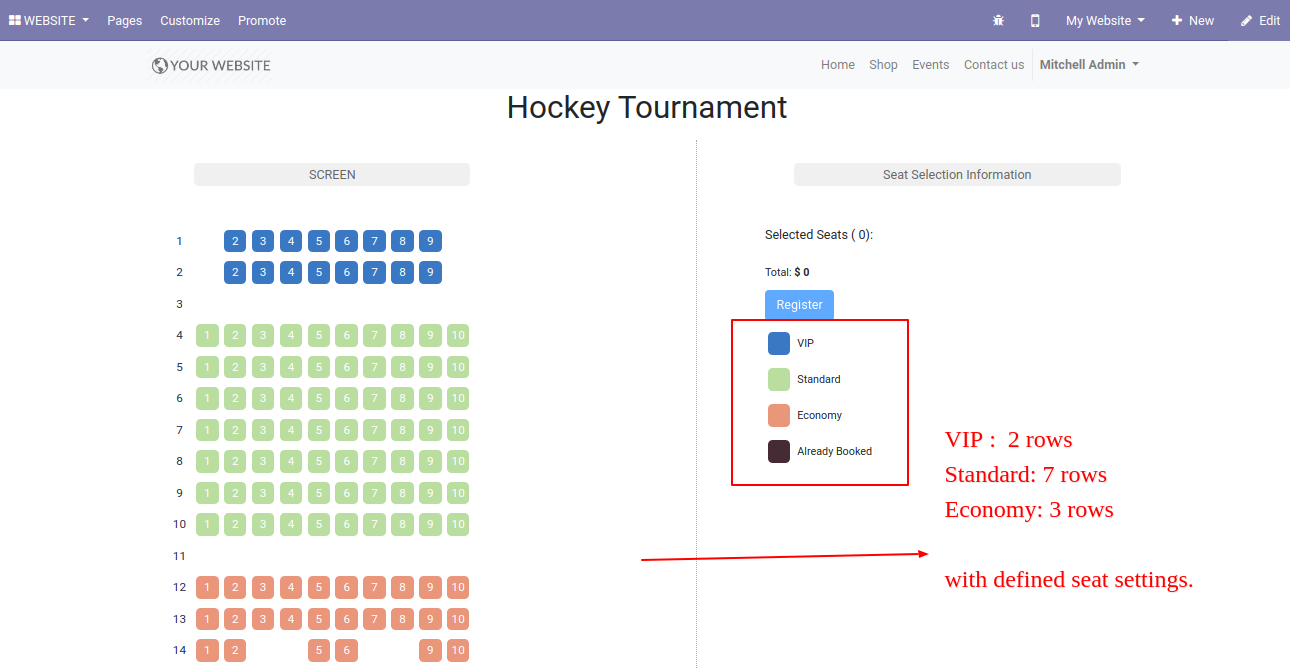 WEBSITE Pages Customize Promote My Website New Edit
YOUR WEBSITE Home Shop Events Contact us Mitchell Admin
Hockey Tournament
SCREEN
1 2 3 4 5 6 7 8 9
2 2 3 4 5 6 7 8 9
3
4 1 2 3 4 5 6 7 8 9 10
5 1 2 3 4 5 6 7 8 9 10
6 1 2 3 4 5 6 7 8 9 10
7 1 2 3 4 5 6 7 8 9 10
8 1 2 3 4 5 6 7 8 9 10
9 1 2 3 4 5 6 7 8 9 10
10 1 2 3 4 5 6 7 8 9 10
11
12 1 2 3 4 5 6 7 8 9 10
13 1 2 3 4 5 6 7 8 9 10
14 1 2 5 6 9 10
Seat Selection Information
Selected Seats ( 0):
Total: $ 0
Register
VIP
Standard
Economy
Already Booked
VIP : 2 rows
Standard: 7 rows
Economy: 3 rows
with defined seat settings.